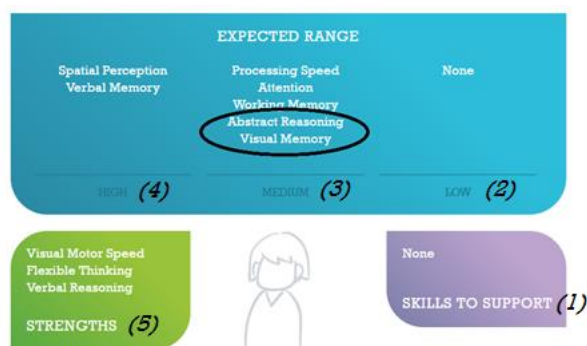 EXPECTED RANGE
Spatial Perception
Verbal Memory
Processing Speed
Attention
Working Memory
Abstract Reasoning
Visual Memory
None
HIGH (4)
MEDIUM (3)
LOW (2)
Visual Motor Speed
Flexible Thinking
Verbal Reasoning
STRENGTHS (5)
None
SKILLS TO SUPPORT (1)